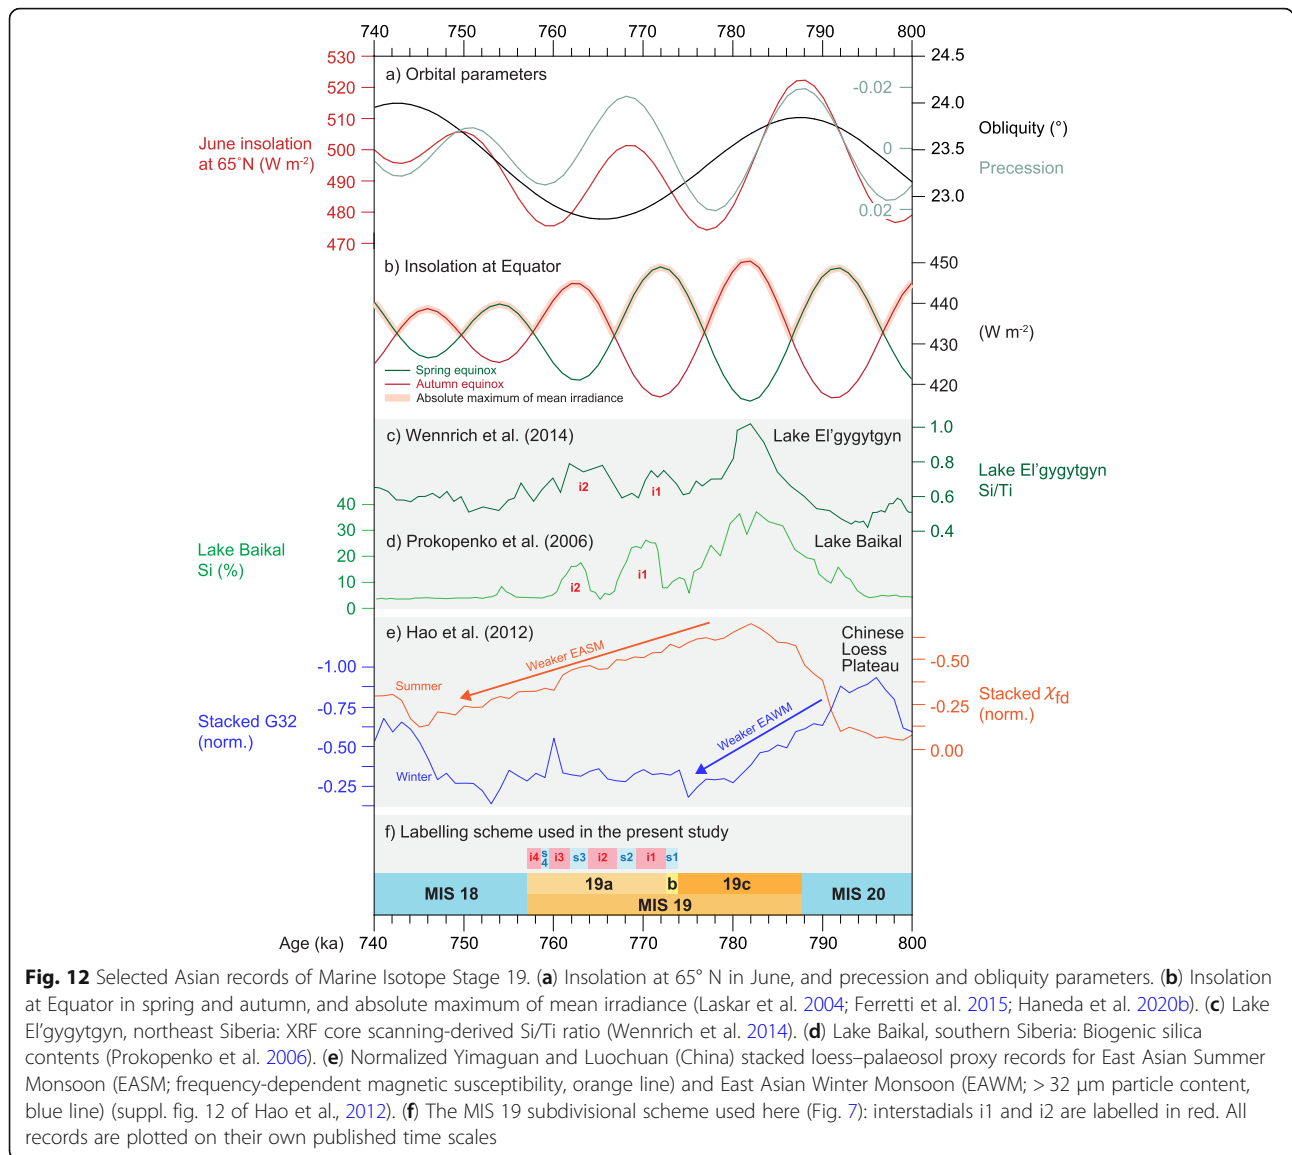 740 750 760 770 780 790 800
a) Orbital parameters
530
520
510
500
490
480
470
June insolation
at 65˚N (W m-2)
-0.02
0
0.02
24.5
24.0
23.5
23.0
Obliquity (°)
Precession
b) Insolation at Equator
450
440
430
420
(W m-2)
Spring equinox
Autumn equinox
Absolute maximum of mean irradiance
c) Wennrich et al. (2014)
Lake El'gygytgyn
1.0
0.8
0.6
0.4
Lake El'gygytgyn
Si/Ti
i2
i1
40
30
20
10
0
Lake Baikal
Si (%)
d) Prokopenko et al. (2006)
Lake Baikal
i2
i1
e) Hao et al. (2012)
Chinese
Loess
Plateau
Weaker EASM
Summer
Weaker EAWM
Winter
-1.00
-0.75
-0.50
-0.25
Stacked G32
(norm.)
-0.50
-0.25
0.00
Stacked χfd
(norm.)
f) Labelling scheme used in the present study
i4 s4 i3 s3 i2 s2 i1 s1
19a b 19c
MIS 18 MIS 19 MIS 20
Age (ka) 740 750 760 770 780 790 800
Fig. 12 Selected Asian records of Marine Isotope Stage 19. (a) Insolation at 65° N in June, and precession and obliquity parameters. (b) Insolation
at Equator in spring and autumn, and absolute maximum of mean irradiance (Laskar et al. 2004; Ferretti et al. 2015; Haneda et al. 2020b). (c) Lake
El'gygytgyn, northeast Siberia: XRF core scanning-derived Si/Ti ratio (Wennrich et al. 2014). (d) Lake Baikal, southern Siberia: Biogenic silica
contents (Prokopenko et al. 2006). (e) Normalized Yimaguan and Luochuan (China) stacked loess–palaeosol proxy records for East Asian Summer
Monsoon (EASM; frequency-dependent magnetic susceptibility, orange line) and East Asian Winter Monsoon (EAWM; > 32 μm particle content,
blue line) (suppl. fig. 12 of Hao et al., 2012). (f) The MIS 19 subdivisional scheme used here (Fig. 7): interstadials i1 and i2 are labelled in red. All
records are plotted on their own published time scales